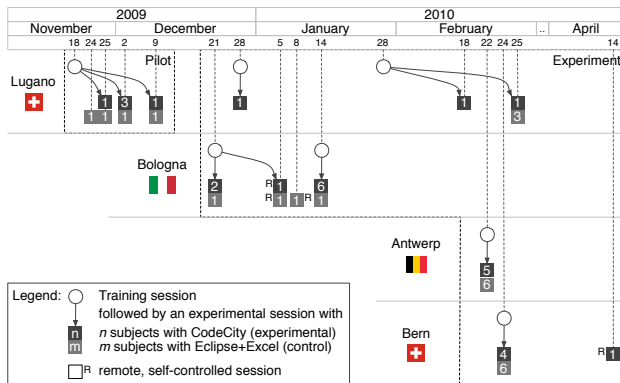 2009 2010
November December January February .. April
18 24 25 2 9 21 28 5 8 14 28 18 22 24 25 14
Pilot Experiment
Lugano
1 3 1 1 1 1
1 1 1 1 3
Bologna
2 R 1 6
1 R 1 1 R 1
Antwerp
5
6
Legend: Training session
followed by an experimental session with
n n subjects with CodeCity (experimental)
m m subjects with Eclipse+Excel (control)
R remote, self-controlled session
Bern
4 R 1
6